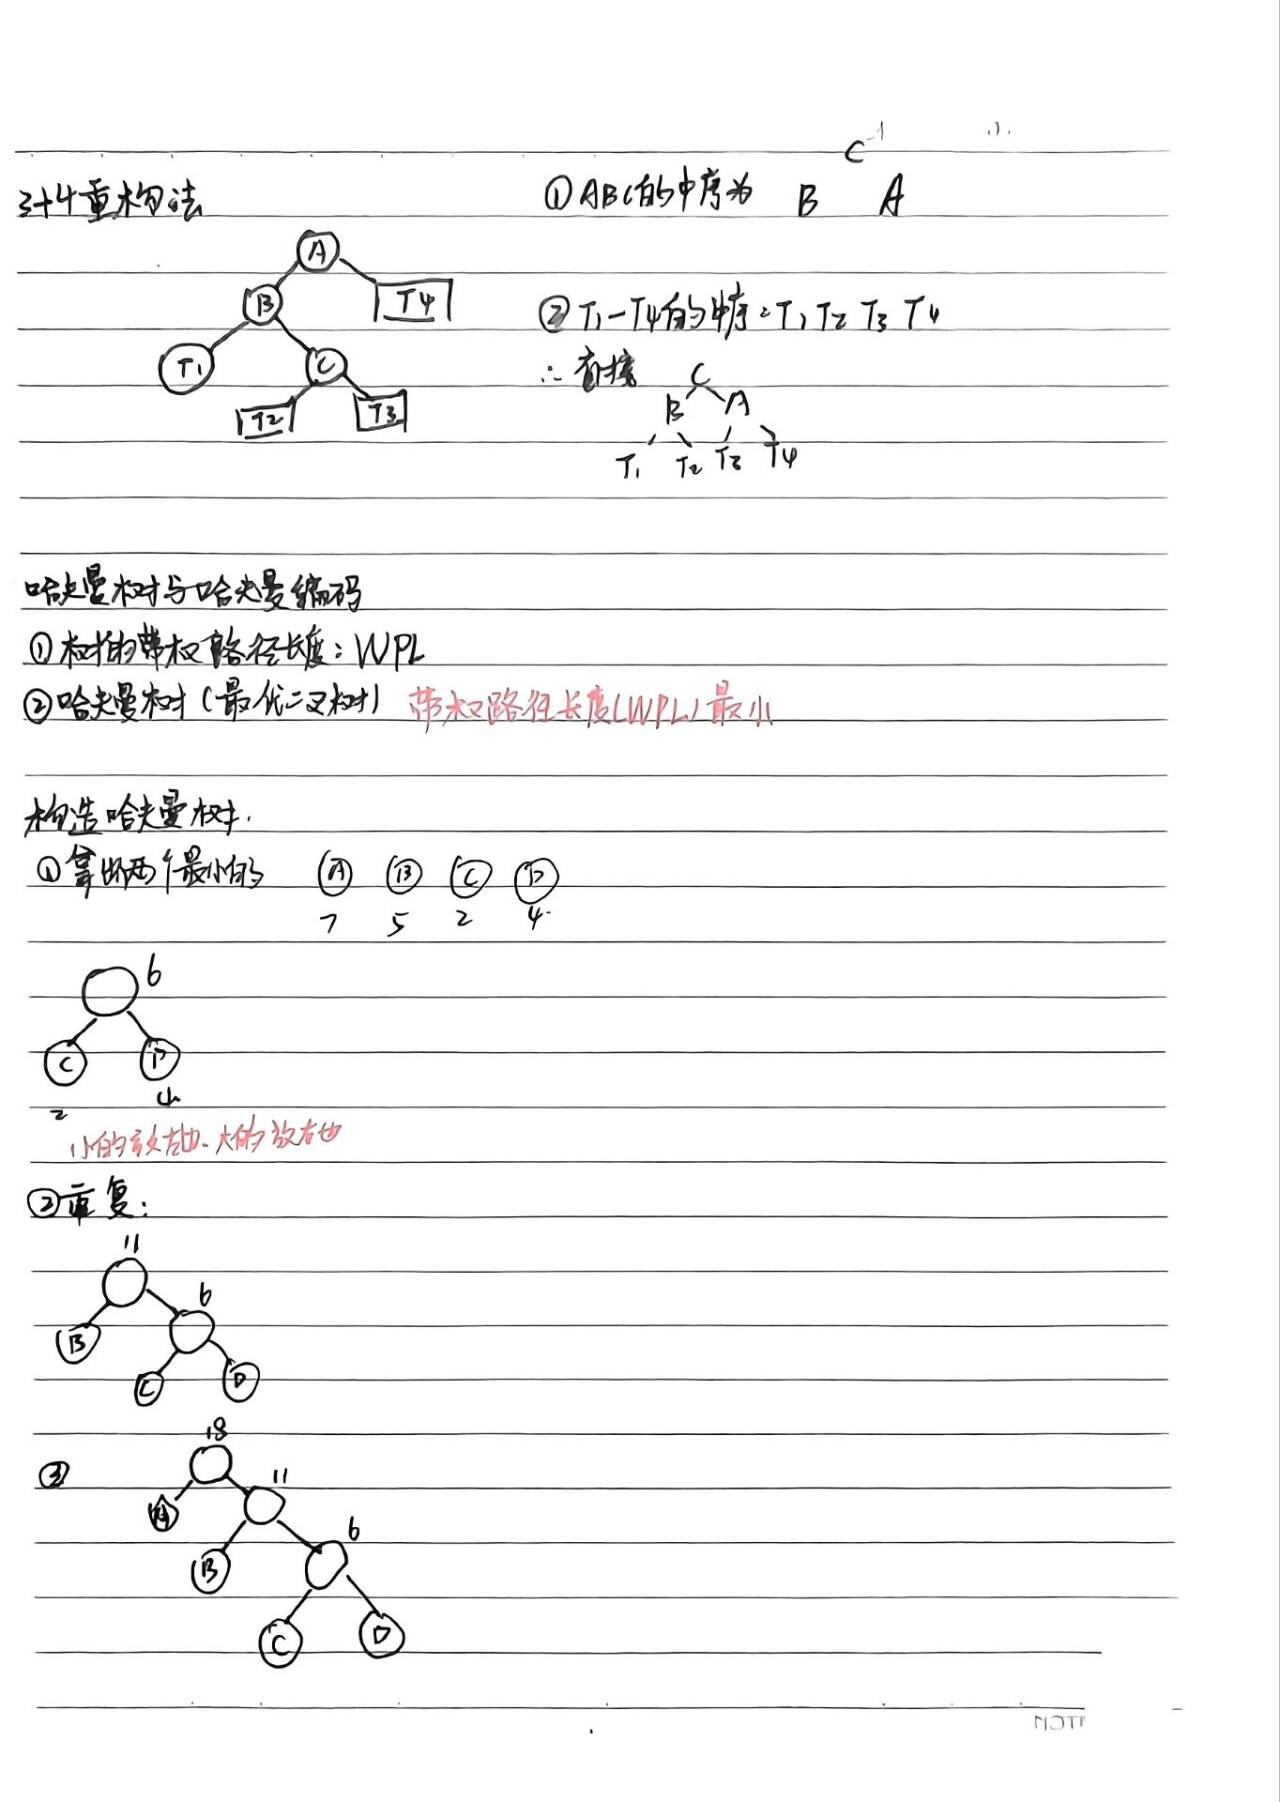 3+4重构法
① ABC的中序为 B C A
A
B T4
T1 C
T2 T3
② T1-T4的中序:T1 T2 T3 T4
∴ 直接
C
B A
T1 T2 T3 T4
哈夫曼树与哈夫曼编码
①树的带权路径长度:WPL
②哈夫曼树(最优二叉树) 带权路径长度(WPL)最小
构造哈夫曼树.
①拿出两个最小的 A B C D
7 5 2 4
6
C D
2 4
小的放左边.大的放右边
②重复:
11
B 6
C D
③
18
A 11
B 6
C D